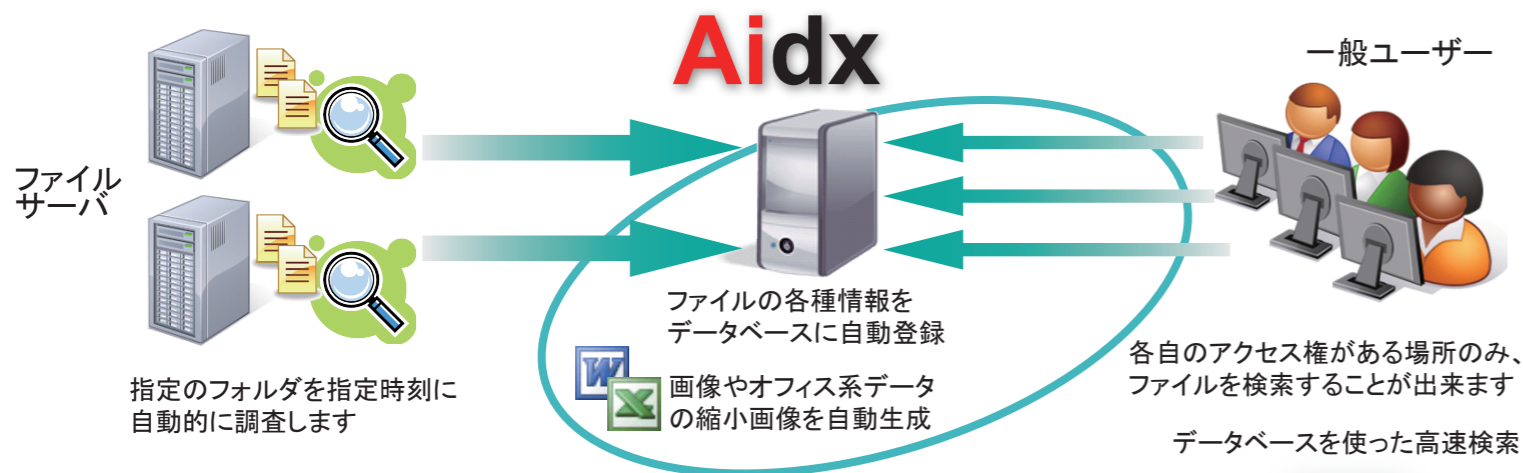 Aidx
ファイル
サーバ
指定のフォルダを指定時刻に
自動的に調査します
ファイルの各種情報を
データベースに自動登録
W
X
画像やオフィス系データ
の縮小画像を自動生成
一般ユーザー
各自のアクセス権がある場所のみ、
ファイルを検索することが出来ます
データベースを使った高速検索